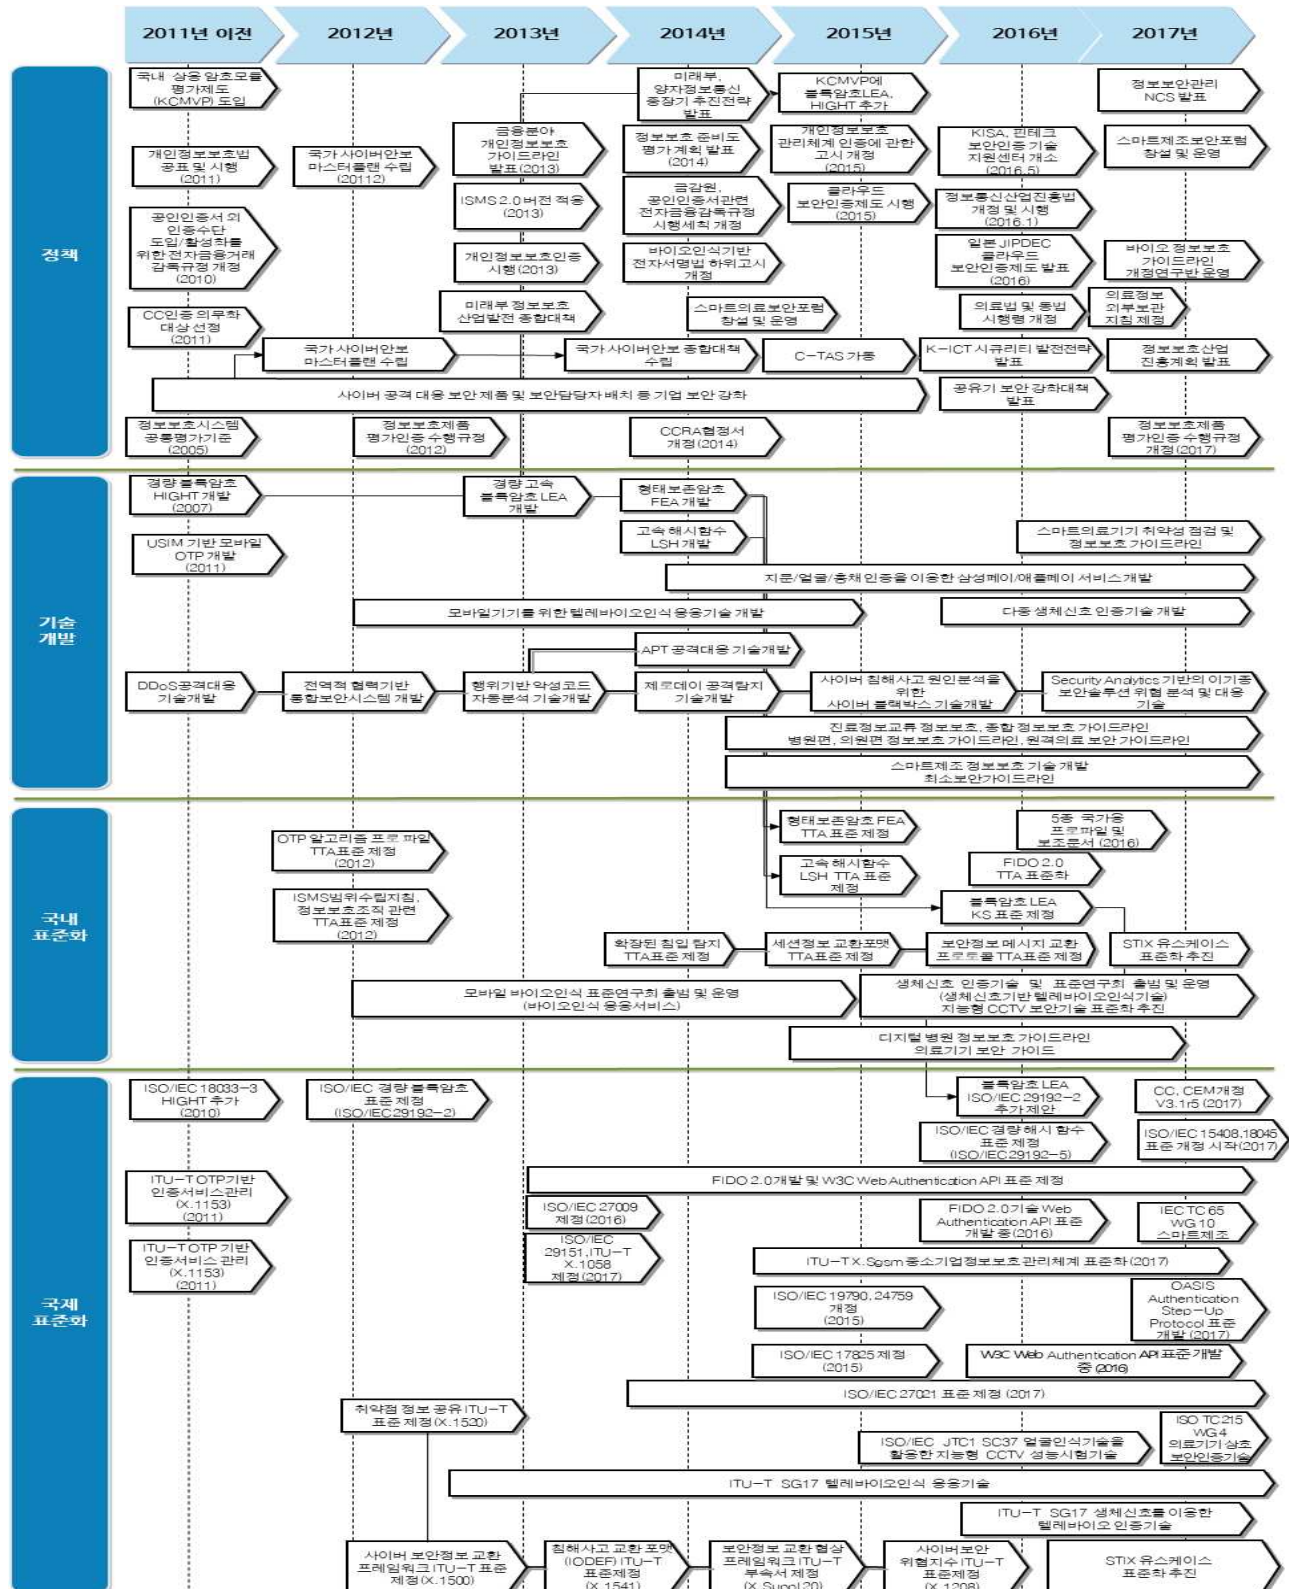 2011년 이전
2012년
2013년
2014년
2015년
2016년
2017년
정책
국내 상용 암호모듈
평가제도
(KCMVP) 도입
미래부,
양자정보통신
중장기 추진전략
발표
KCMVP에
블록암호LEA,
HIGHT 추가
정보보안관리
NCS 발표
개인정보보호법
공표 및 시행
(2011)
국가 사이버안보
마스터플랜 수립
(20112)
금융분야
개인정보보호
가이드라인
발표(2013)
정보보호 준비도
평가 계획 발표
(2014)
개인정보보호
관리체계 인증에 관한
고시 개정
(2015)
KISA, 핀테크
보안인증 기술
지원센터 개소
(2016.5)
스마트제조보안포럼
창설 및 운영
공인인증서 외
인증수단
도입/활성화를
위한 전자금융거래
감독규정 개정
(2010)
ISMS 2.0 버전 적용
(2013)
금감원,
공인인증서관련
전자금융감독규정
시행세칙 개정
클라우드
보안인증제도 시행
(2015)
정보통신산업진흥법
개정 및 시행
(2016.1)
개인정보보호인증
시행(2013)
바이오인식기반
전자서명법 하위고시
개정
일본 JIPDEC
클라우드
보안인증제도 발표
(2016)
바이오 정보보호
가이드라인
개정연구반 운영
CC인증 의무화
대상 선정
(2011)
미래부 정보보호
산업발전 종합대책
스마트의료보안포럼
창설 및 운영
의료법 및 동법
시행령 개정
의료정보
외부보관
지침 제정
국가 사이버안보
마스터플랜 수립
국가 사이버안보 종합대책
수립
C-TAS 가동
K-ICT 시큐리티 발전전략
발표
정보보호산업
진흥계획 발표
사이버 공격 대응 보안 제품 및 보안담당자 배치 등 기업 보안 강화
공유기 보안 강화대책
발표
정보보호시스템
공통평가기준
(2005)
정보보호제품
평가인증 수행규정
(2012)
CCRA협정서
개정(2014)
정보보호제품
평가인증 수행규정
개정(2017)
기술
개발
경량 블록암호
HIGHT 개발
(2007)
경량 고속
블록암호 LEA
개발
형태보존암호
FEA 개발
USIM 기반 모바일
OTP 개발
(2011)
고속 해시함수
LSH 개발
스마트의료기기 취약성 점검 및
정보보호 가이드라인
지문/얼굴/홍채인증을 이용한 삼성페이/애플페이 서비스개발
모바일기기를 위한 텔레바이오인식응용기술 개발
다중 생체신호 인증기술 개발
APT 공격대응 기술개발
DDoS공격대응
기술개발
전역적 협력기반
통합보안시스템 개발
행위기반 악성코드
자동분석 기술개발
제로데이 공격탐지
기술개발
사이버 침해사고 원인분석을
위한
사이버 블랙박스 기술개발
Security Analytics 기반의 이기종
보안솔루션 위협 분석 및 대응
기술
진료정보교류 정보보호, 종합 정보보호 가이드라인
병원편, 의원편 정보보호 가이드라인, 원격의료 보안 가이드라인
스마트제조 정보보호 기술 개발
최소보안가이드라인
국내
표준화
OTP 알고리즘 프로파일
TTA표준 제정
(2012)
형태보존암호 FEA
TTA 표준 제정
5종 국가용
프로파일 및
보조문서 (2016)
ISMS범위수립지침,
정보보호조직 관련
TTA표준 제정
(2012)
고속 해시함수
LSH TTA 표준
제정
FIDO 2.0
TTA 표준화
블록암호 LEA
KS 표준 제정
확장된 침입 탐지
TTA표준 제정
세션정보 교환포맷
TTA표준 제정
보안정보 메시지 교환
프로토콜 TTA표준 제정
STIX 유스케이스
표준화 추진
모바일 바이오인식 표준연구회 출범 및 운영
(바이오인식 응용서비스)
생체신호 인증기술 및 표준연구회 출범 및 운영
(생체신호기반 텔레바이오인식기술)
지능형 CCTV 보안기술 표준화 추진
디지털 병원 정보보호 가이드라인
의료기기 보안 가이드
국제
표준화
ISO/IEC 18033-3
HIGHT 추가
(2010)
ISO/IEC 경량 블록암호
표준 제정
(ISO/IEC29192-2)
블록암호 LEA
ISO/IEC 29192-2
추가 제안
CC, CEM개정
V3.1r5 (2017)
ISO/IEC 경량 해시 함수
표준 제정
(ISO/IEC29192-5)
ISO/IEC 15408,18045
표준 개정 시작(2017)
ITU-T OTP기반
인증서비스관리
(X.1153)
(2011)
FIDO 2.0개발 및 W3C Web Authentication API 표준 제정
ISO/IEC 27009
제정 (2016)
FIDO 2.0기술 Web
Authentication API 표준
개발 중(2016)
IEC TC 65
WG 10
스마트제조
ITU-T OTP 기반
인증서비스 관리
(X.1153)
(2011)
ISO/IEC
29151,ITU-T
X.1058
제정 (2017)
ITU-T X.Sgsm 중소기업정보보호관리체계 표준화 (2017)
ISO/IEC 19790, 24759
개정
(2015)
OASIS
Authentication
Step-Up
Protocol 표준
개발 (2017)
ISO/IEC 17825 제정
(2015)
W3C Web Authentication API 표준 개발
중 (2016)
ISO/IEC 27021 표준 제정 (2017)
취약점 정보 공유 ITU-T
표준 제정(X.1520)
ISO/IEC JTC1 SC37 얼굴인식기술을
활용한 지능형 CCTV 성능시험기술
ISO TC215
WG4
의료기기 상호
보안인증기술
ITU-T SG17 텔레바이오인식 응용기술
ITU-T SG17 생체신호를 이용한
텔레바이오 인증기술
사이버 보안정보 교환
프레임워크 ITU-T 표준
제정(X.1500)
침해사고 교환 포맷
(IODEF) ITU-T
표준제정
(X.1541)
보안정보 교환 협상
프레임워크 ITU-T
부속서 제정
(X.Suppl.20)
사이버보안
위협지수 ITU-T
표준제정
(X.1208)
STIX 유스케이스
표준화 추진